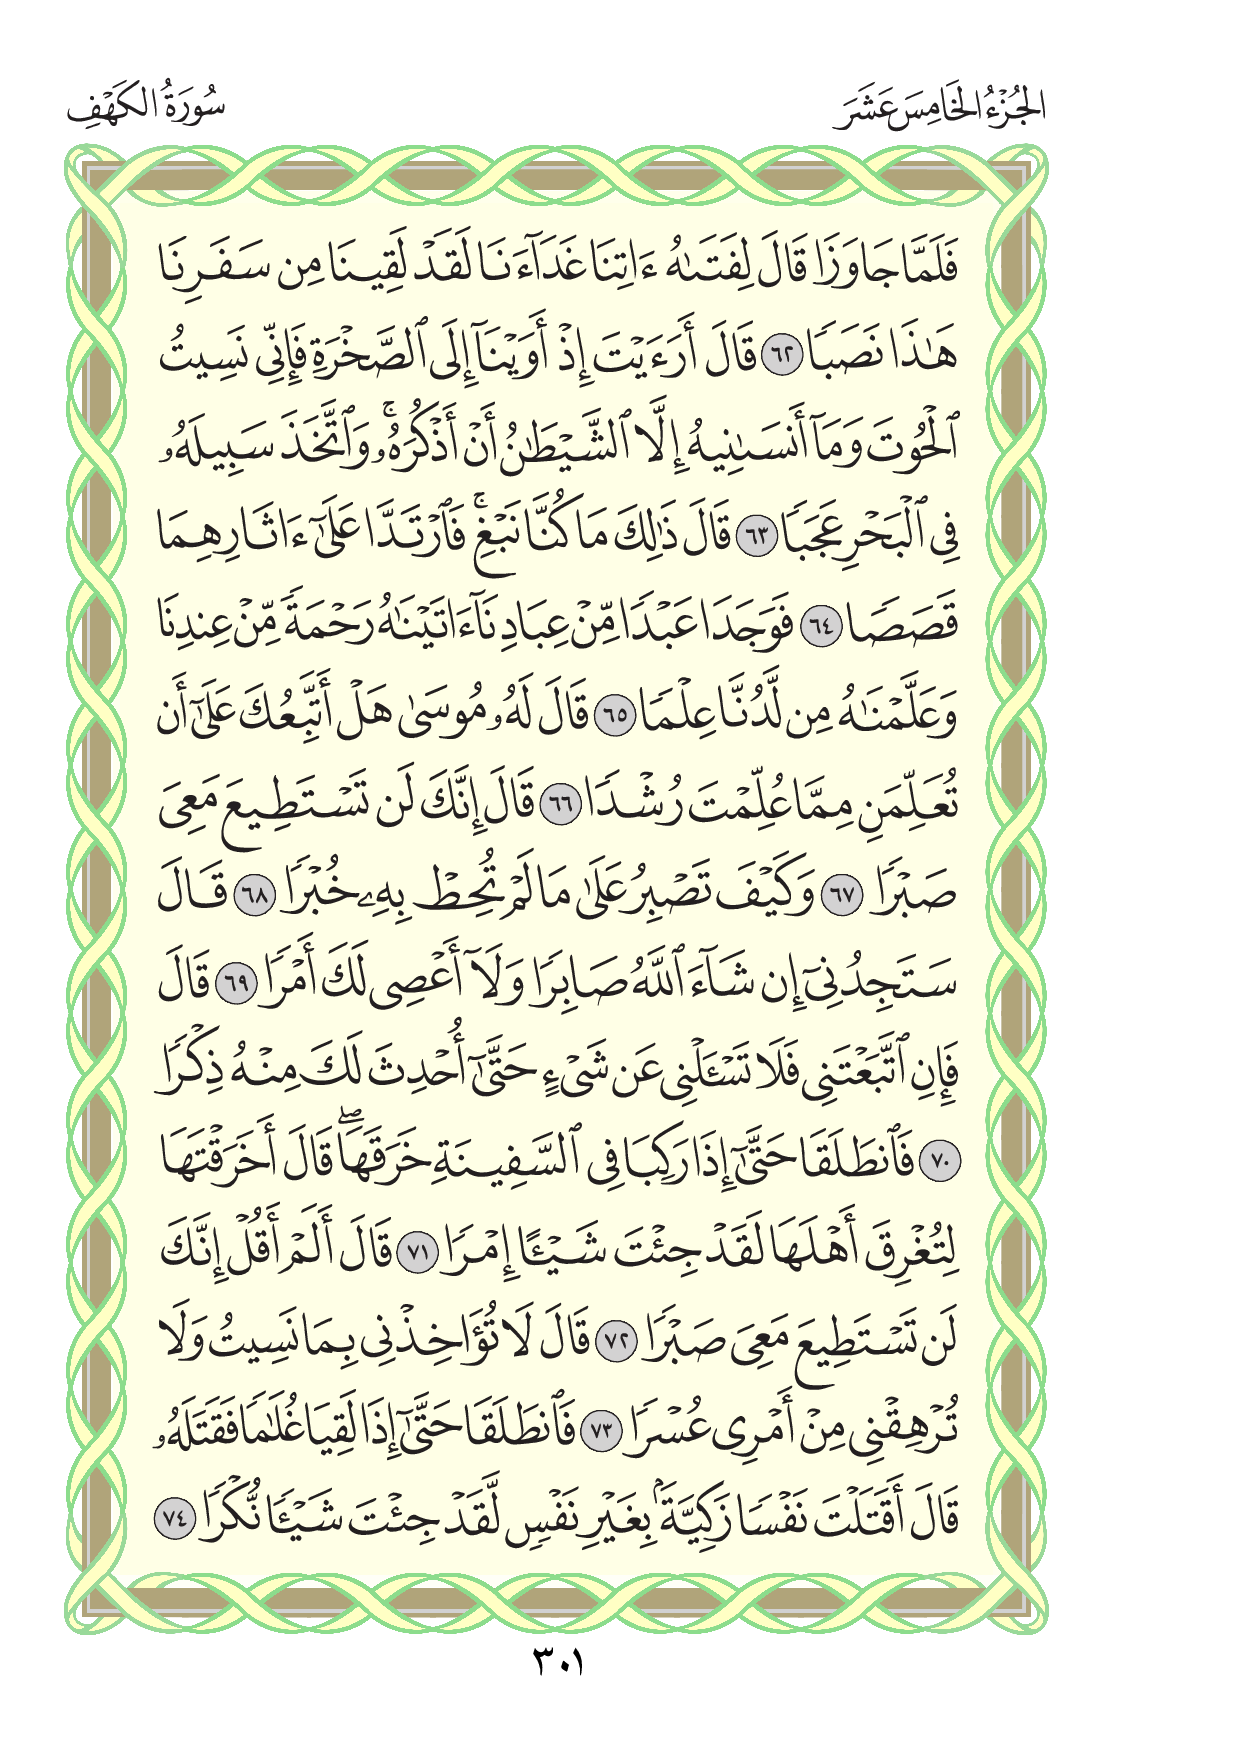 الجُزْءُ الخَامِسَ عَشَرَ
سُورَةُ الكَهْفِ
فَلَمَّا جَاوَزَا قَالَ لِفَتَىٰهُ ءَاتِنَا غَدَآءَنَا لَقَدْ لَقِينَا مِن سَفَرِنَا
هَٰذَا نَصَبٗا ٦٢ قَالَ أَرَءَيۡتَ إِذۡ أَوَيۡنَآ إِلَى ٱلصَّخۡرَةِ فَإِنِّي نَسِيتُ
ٱلۡحُوتَ وَمَآ أَنسَىٰنِيهُ إِلَّا ٱلشَّيۡطَٰنُ أَنۡ أَذۡكُرَهُۥۚ وَٱتَّخَذَ سَبِيلَهُۥ
فِي ٱلۡبَحۡرِ عَجَبٗا ٦٣ قَالَ ذَٰلِكَ مَا كُنَّا نَبۡغِۚ فَٱرۡتَدَّا عَلَىٰٓ ءَاثَارِهِمَا
قَصَصٗا ٦٤ فَوَجَدَا عَبۡدٗا مِّنۡ عِبَادِنَآ ءَاتَيۡنَٰهُ رَحۡمَةٗ مِّنۡ عِندِنَا
وَعَلَّمۡنَٰهُ مِن لَّدُنَّا عِلۡمٗا ٦٥ قَالَ لَهُۥ مُوسَىٰ هَلۡ أَتَّبِعُكَ عَلَىٰٓ أَن
تُعَلِّمَنِ مِمَّا عُلِّمۡتَ رُشۡدٗا ٦٦ قَالَ إِنَّكَ لَن تَسۡتَطِيعَ مَعِيَ
صَبۡرٗا ٦٧ وَكَيۡفَ تَصۡبِرُ عَلَىٰ مَا لَمۡ تُحِطۡ بِهِۦ خُبۡرٗا ٦٨ قَالَ
سَتَجِدُنِيٓ إِن شَآءَ ٱللَّهُ صَابِرٗا وَلَآ أَعۡصِي لَكَ أَمۡرٗا ٦٩ قَالَ
فَإِنِ ٱتَّبَعۡتَنِي فَلَا تَسۡـَٔلۡنِي عَن شَيۡءٍ حَتَّىٰٓ أُحۡدِثَ لَكَ مِنۡهُ ذِكۡرٗا
٧٠ فَٱنطَلَقَا حَتَّىٰٓ إِذَا رَكِبَا فِي ٱلسَّفِينَةِ خَرَقَهَاۖ قَالَ أَخَرَقۡتَهَا
لِتُغۡرِقَ أَهۡلَهَا لَقَدۡ جِئۡتَ شَيۡـًٔا إِمۡرٗا ٧١ قَالَ أَلَمۡ أَقُلۡ إِنَّكَ
لَن تَسۡتَطِيعَ مَعِيَ صَبۡرٗا ٧٢ قَالَ لَا تُؤَاخِذۡنِي بِمَا نَسِيتُ وَلَا
تُرۡهِقۡنِي مِنۡ أَمۡرِي عُسۡرٗا ٧٣ فَٱنطَلَقَا حَتَّىٰٓ إِذَا لَقِيَا غُلَٰمٗا فَقَتَلَهُۥ
قَالَ أَقَتَلۡتَ نَفۡسٗا زَكِيَّةَۢ بِغَيۡرِ نَفۡسٖ لَّقَدۡ جِئۡتَ شَيۡـٔٗا نُّكۡرٗا ٧٤
٣٠١